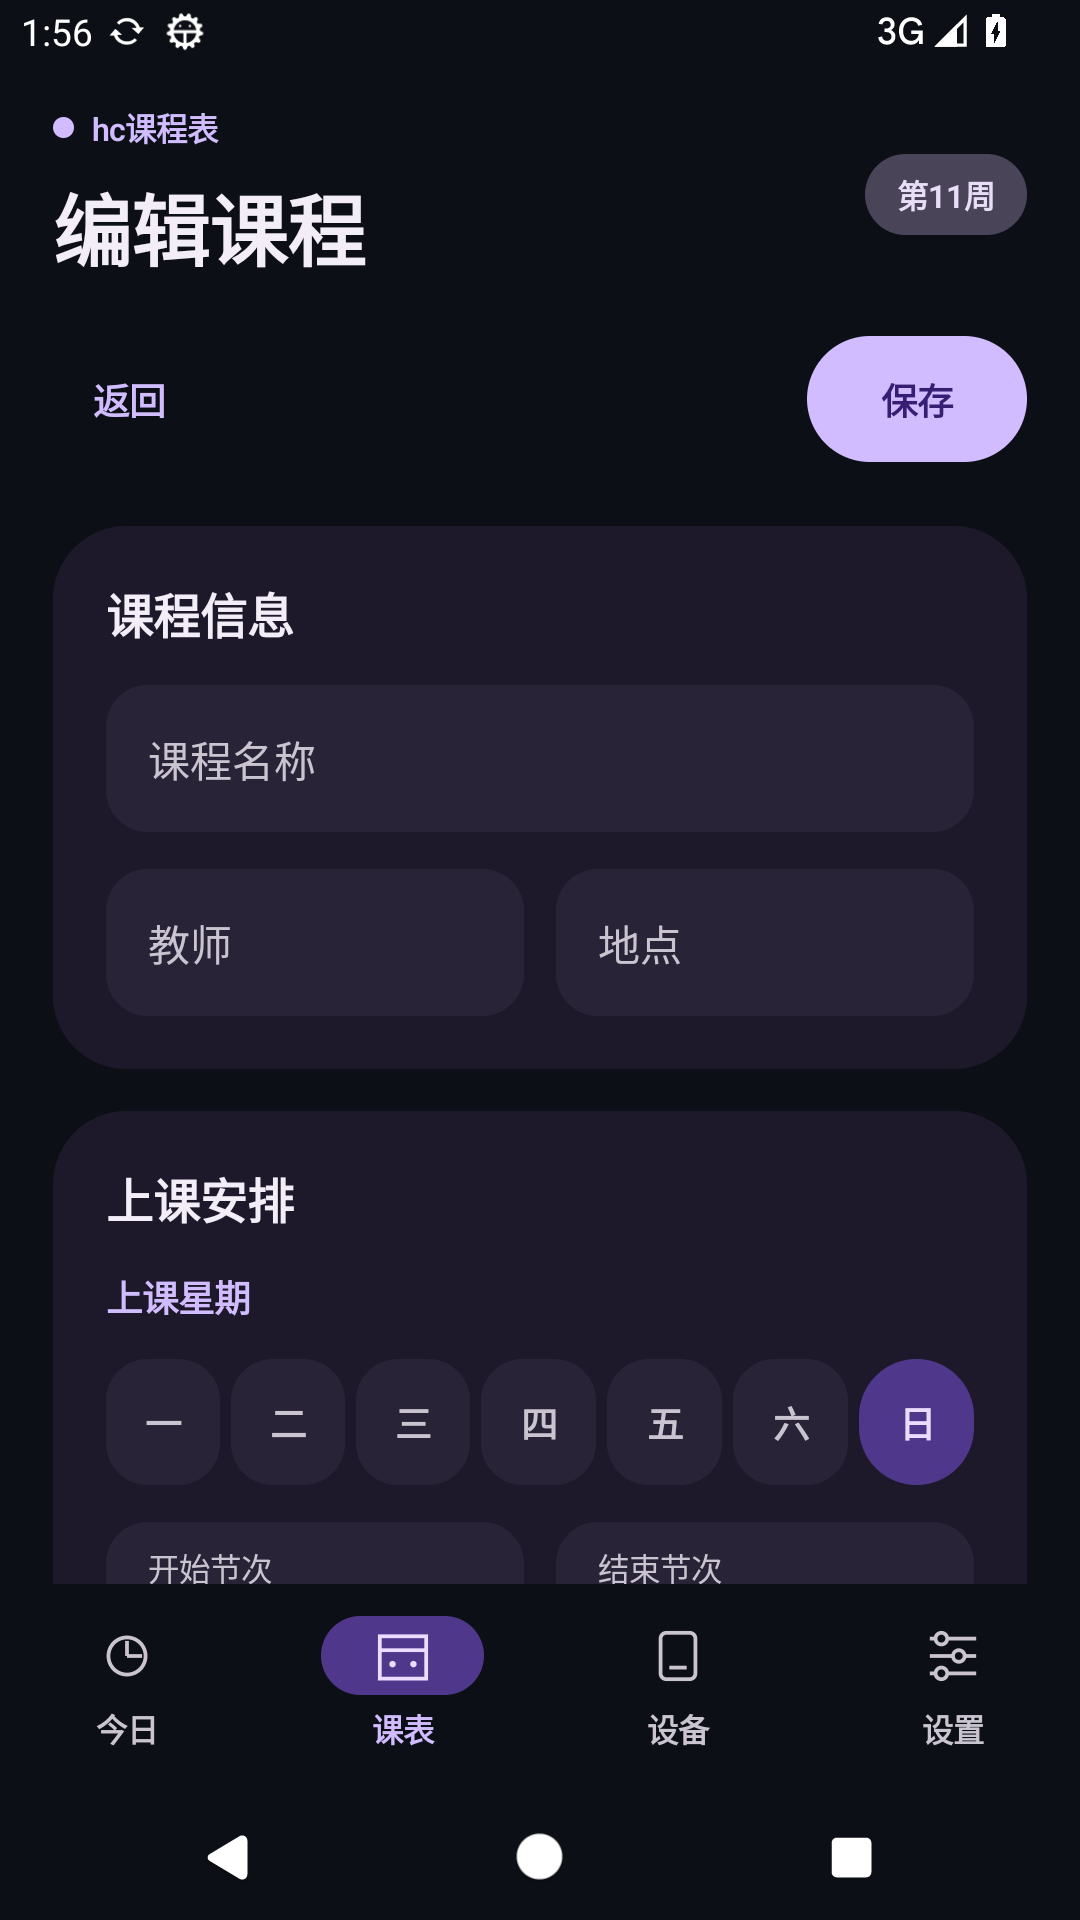 1:56
3G
hc课程表
编辑课程
第11周
返回
保存
课程信息
课程名称
教师
地点
上课安排
上课星期
一 二 三 四 五 六 日
开始节次
结束节次
今日
课表
设备
设置